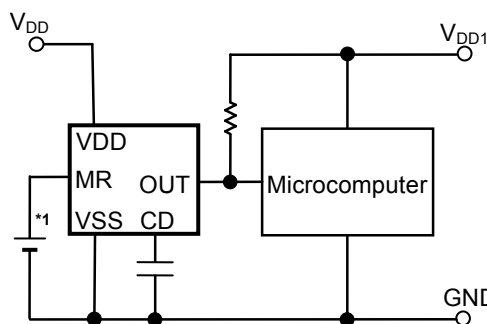 VDD
VDD1
VDD
MR
OUT
Microcomputer
*1
VSS
CD
GND